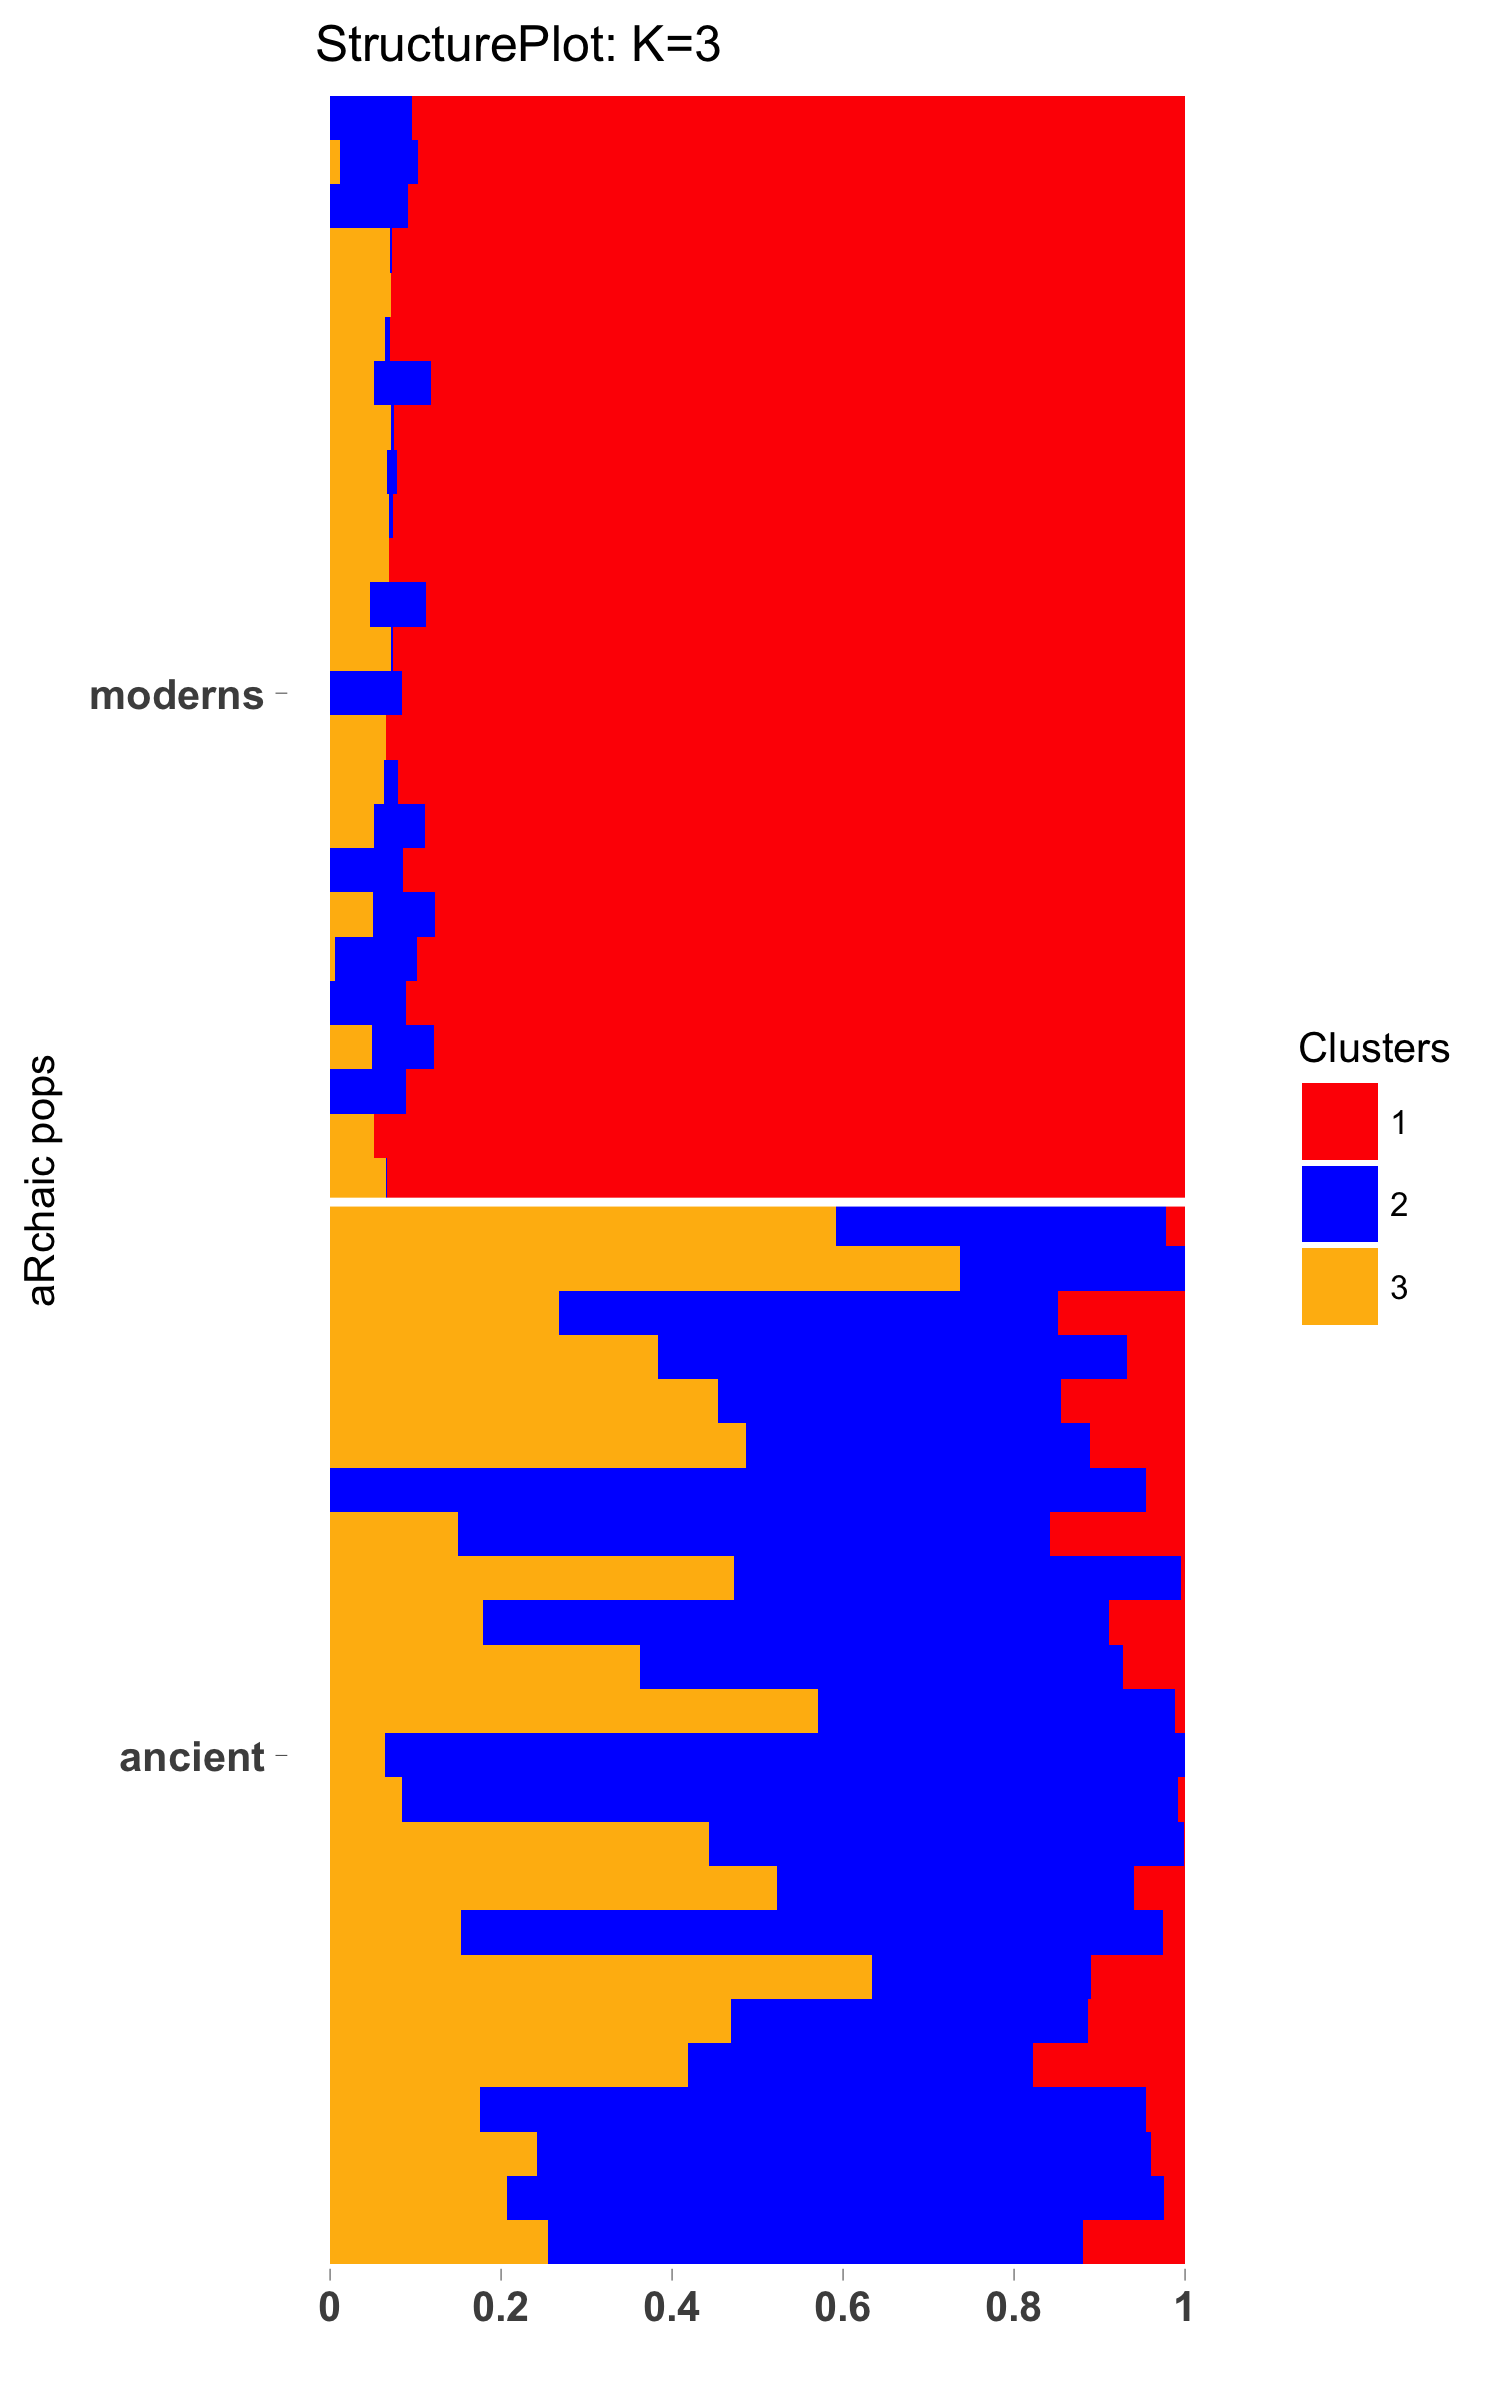 StructurePlot: K=3
moderns
aRchaic pops
ancient
0 0.2 0.4 0.6 0.8 1
Clusters
1
2
3